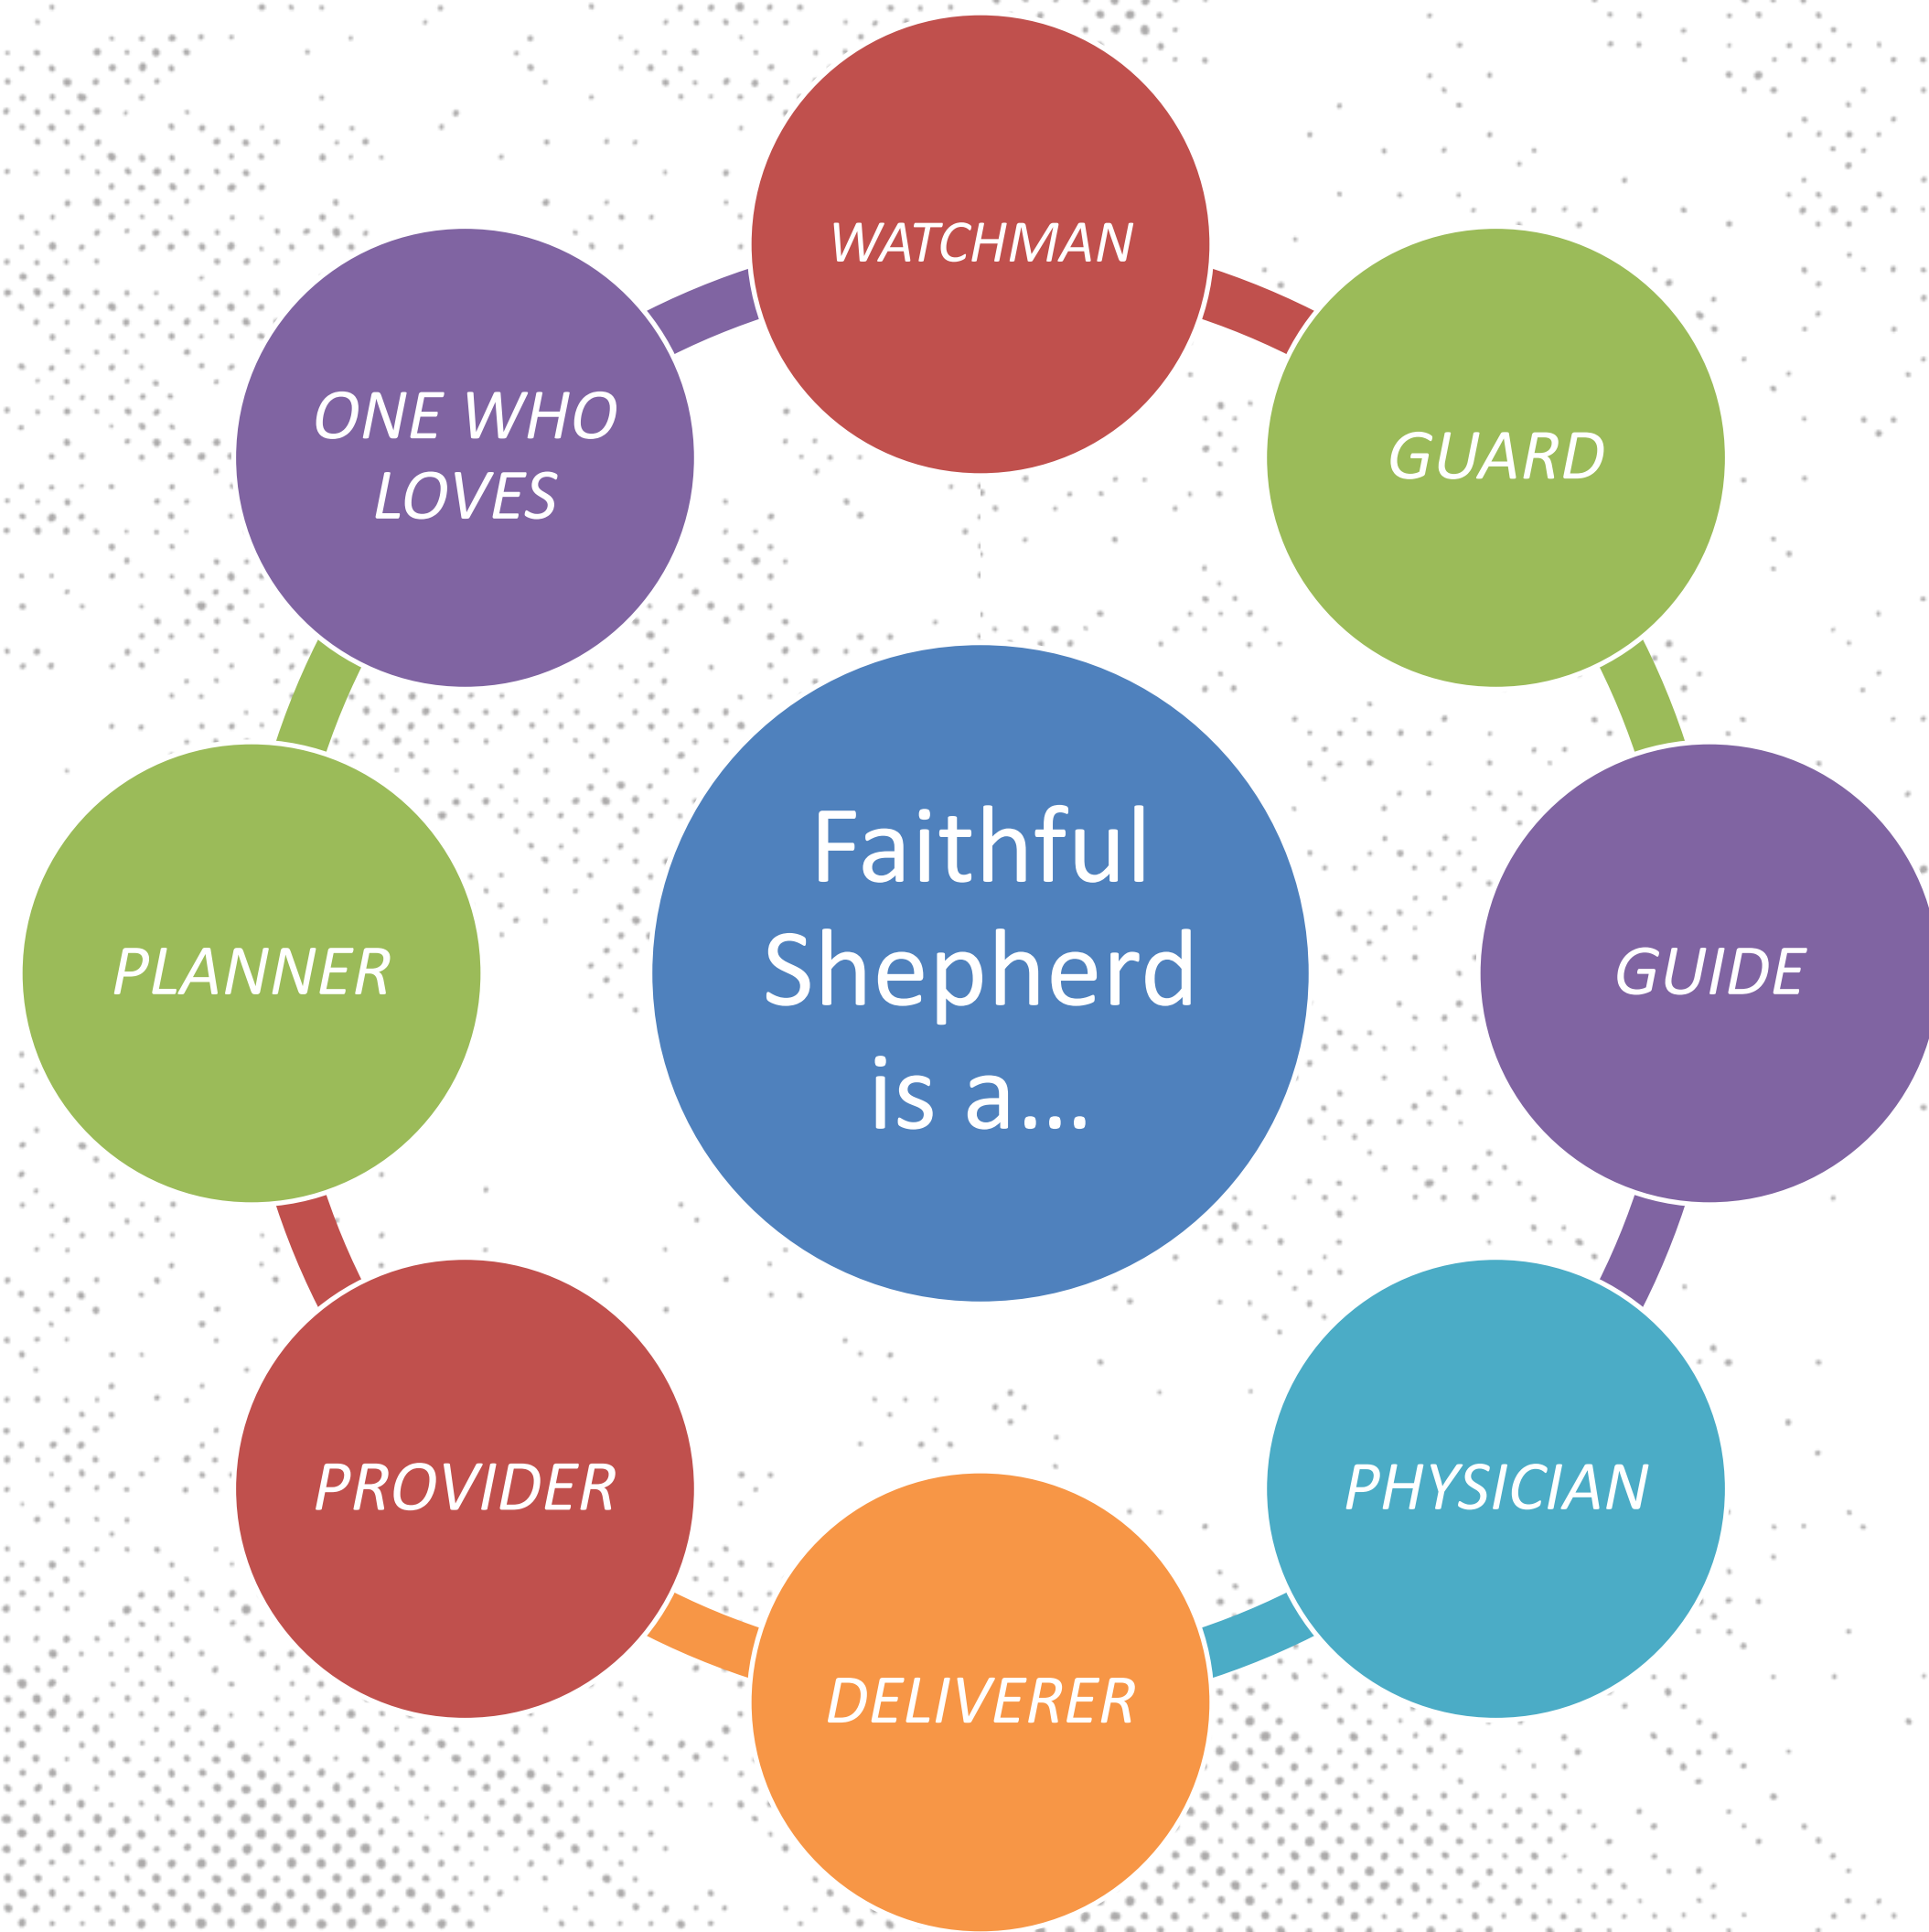 WATCHMAN
GUARD
GUIDE
PHYSICIAN
DELIVERER
PROVIDER
PLANNER
ONE WHO
LOVES
Faithful
Shepherd
is a...